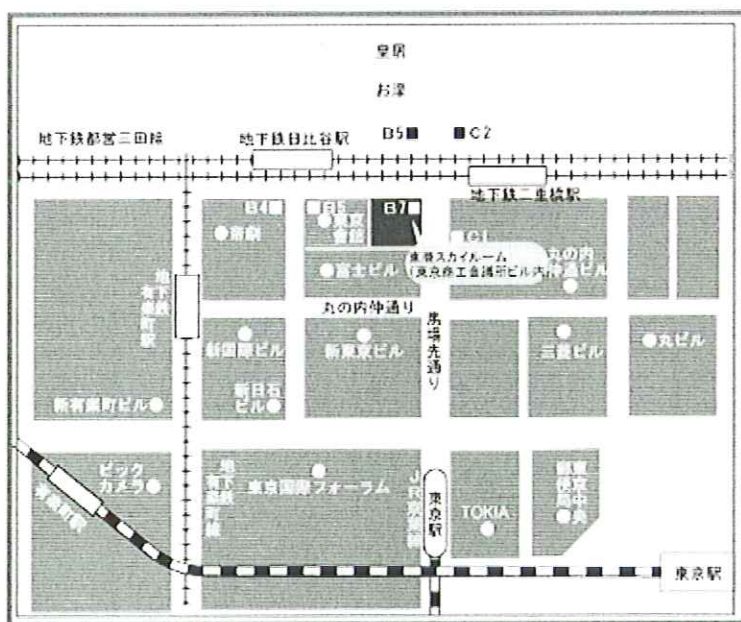 皇居
お濠
地下鉄都営三田線
地下鉄日比谷駅
B5
C2
地下鉄二重橋駅
B4
B5
B7
帝劇
東京
会館
C1
東商スカイルーム
（東京商工会議所ビル内）
丸の内
仲通ビル
富士ビル
地下鉄
有楽町駅
丸の内仲通り
馬場先通り
新国際ビル
新東京ビル
三菱ビル
丸ビル
新有楽町ビル
新日石
ビル
ビック
カメラ
有楽町駅
地下鉄
有楽町線
東京国際フォーラム
JR京葉線
東京駅
TOKIA
東京中央
郵便局
東京駅